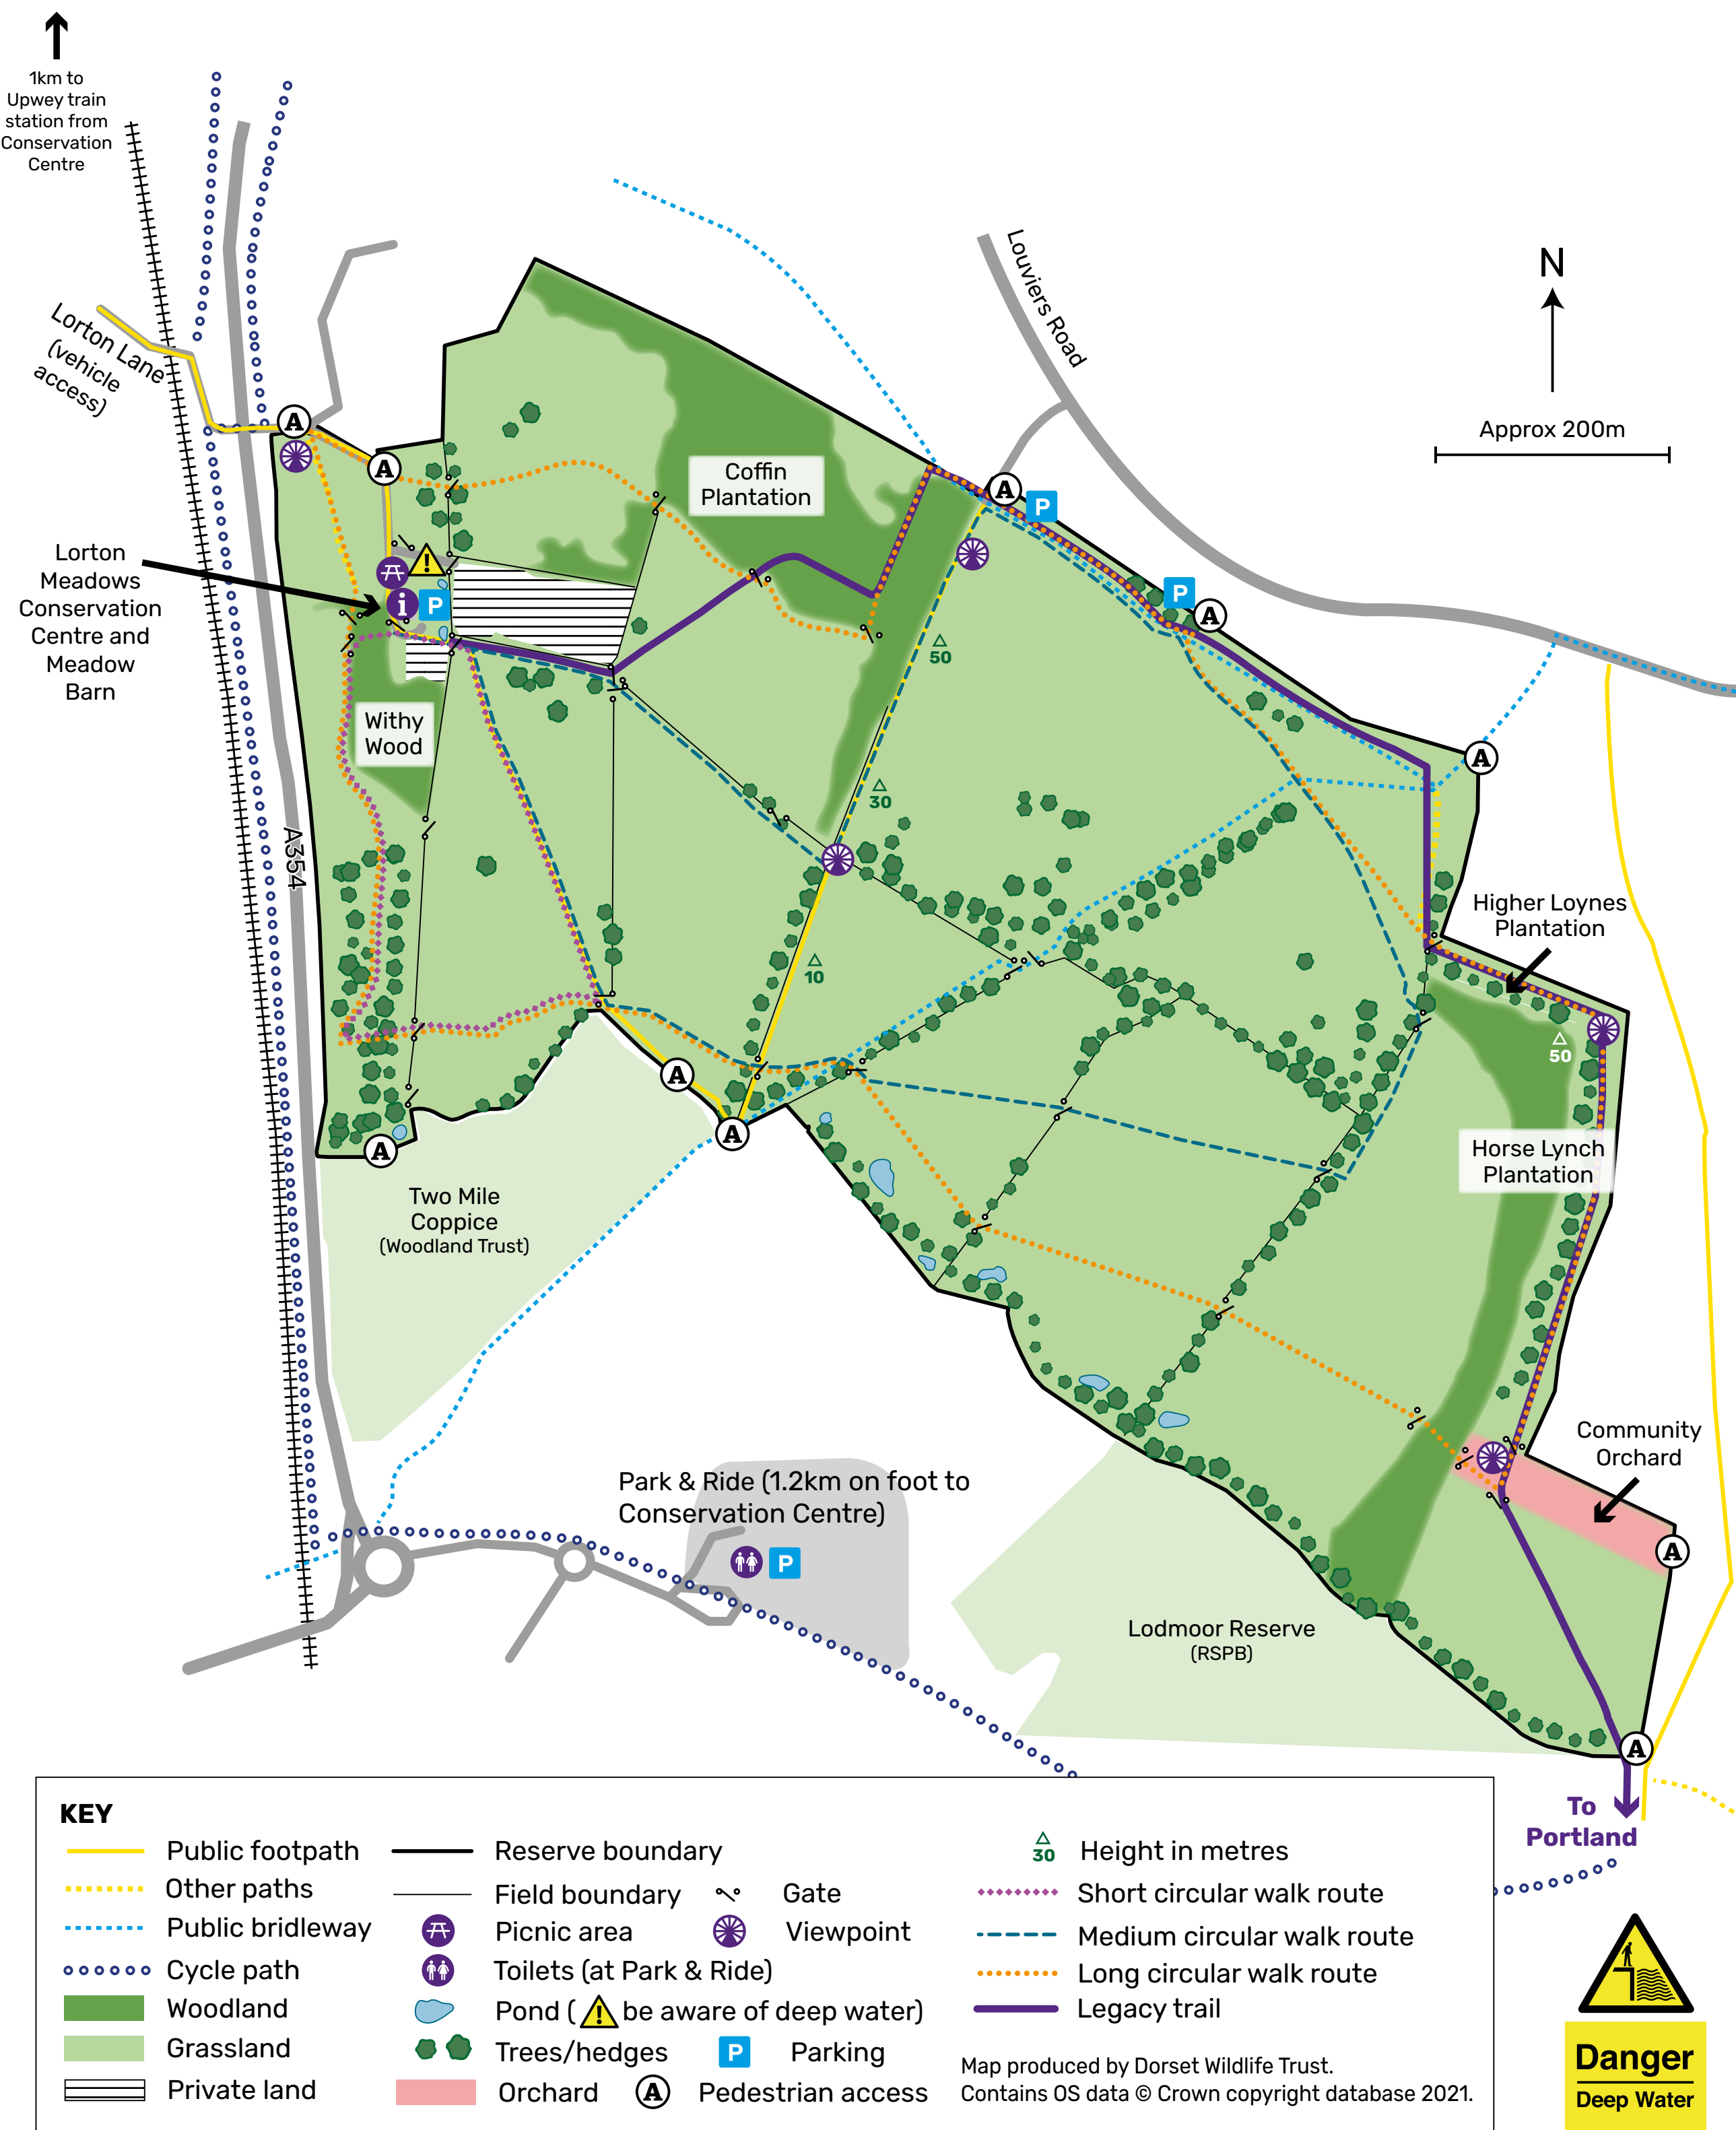 1km to
Upwey train
station from
Conservation
Centre
Lorton Lane
(vehicle
access)
Louviers Road
N
Approx 200m
A
A
A
P
P
A
A
Coffin
Plantation
Lorton
Meadows
Conservation
Centre and
Meadow
Barn
!
i
P
50
Withy
Wood
30
A354
10
Higher Loynes
Plantation
50
A
A
A
Horse Lynch
Plantation
Two Mile
Coppice
(Woodland Trust)
Community
Orchard
A
Park & Ride (1.2km on foot to
Conservation Centre)
P
Lodmoor Reserve
(RSPB)
A
To
Portland
KEY
Public footpath
Other paths
Public bridleway
Cycle path
Woodland
Grassland
Private land
Reserve boundary
Field boundary
Gate
Picnic area
Viewpoint
Toilets (at Park & Ride)
Pond ( ! be aware of deep water)
Trees/hedges
P Parking
Orchard
A Pedestrian access
30 Height in metres
Short circular walk route
Medium circular walk route
Long circular walk route
Legacy trail
Map produced by Dorset Wildlife Trust.
Contains OS data © Crown copyright database 2021.
Danger
Deep Water